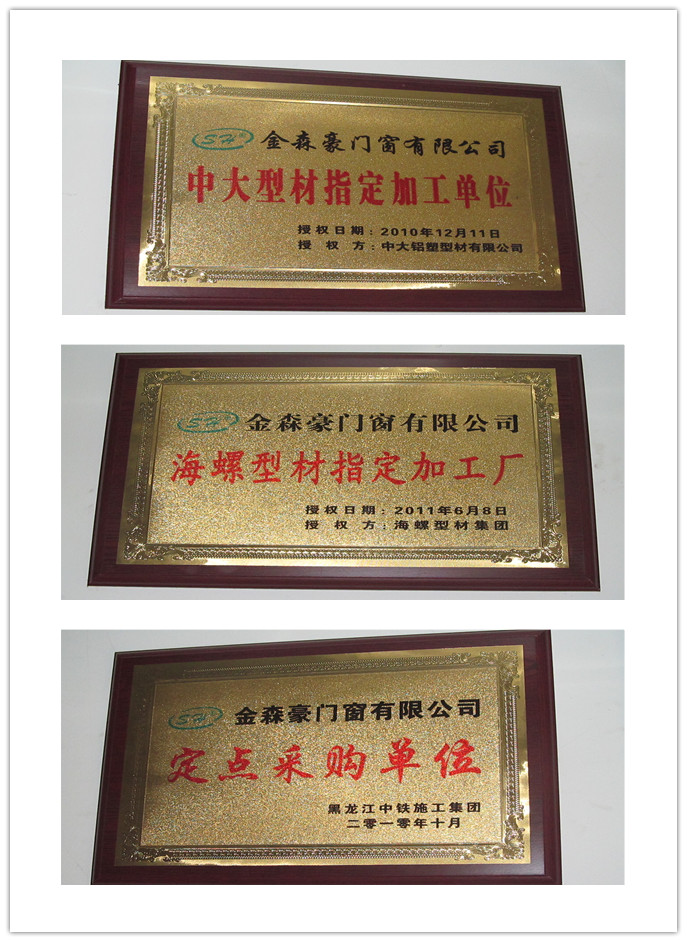 SH® 金森豪门窗有限公司
中大型材指定加工单位
授权日期：2010年12月11日
授 权 方：中大铝塑型材有限公司
SH® 金森豪门窗有限公司
海螺型材指定加工厂
授权日期：2011年6月8日
授 权 方：海螺型材集团
SH® 金森豪门窗有限公司
定点采购单位
黑龙江中铁施工集团
二零一零年十月